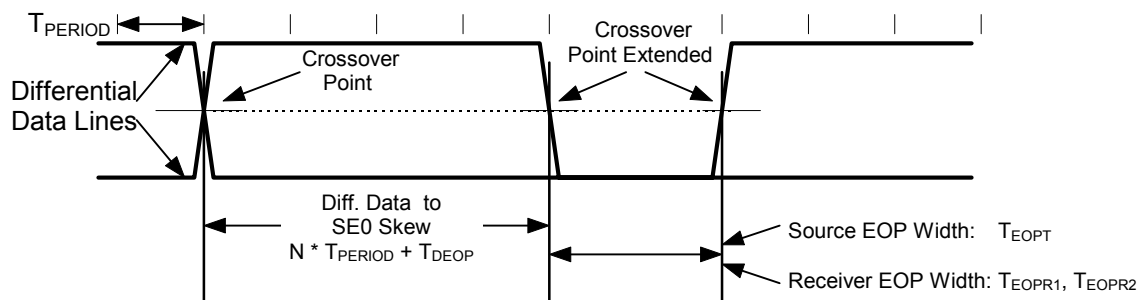 TPERIOD
Differential
Data Lines
Crossover
Point
Crossover
Point Extended
Diff. Data to
SE0 Skew
N * TPERIOD + TDEOP
Source EOP Width: TEOPT
Receiver EOP Width: TEOPR1, TEOPR2